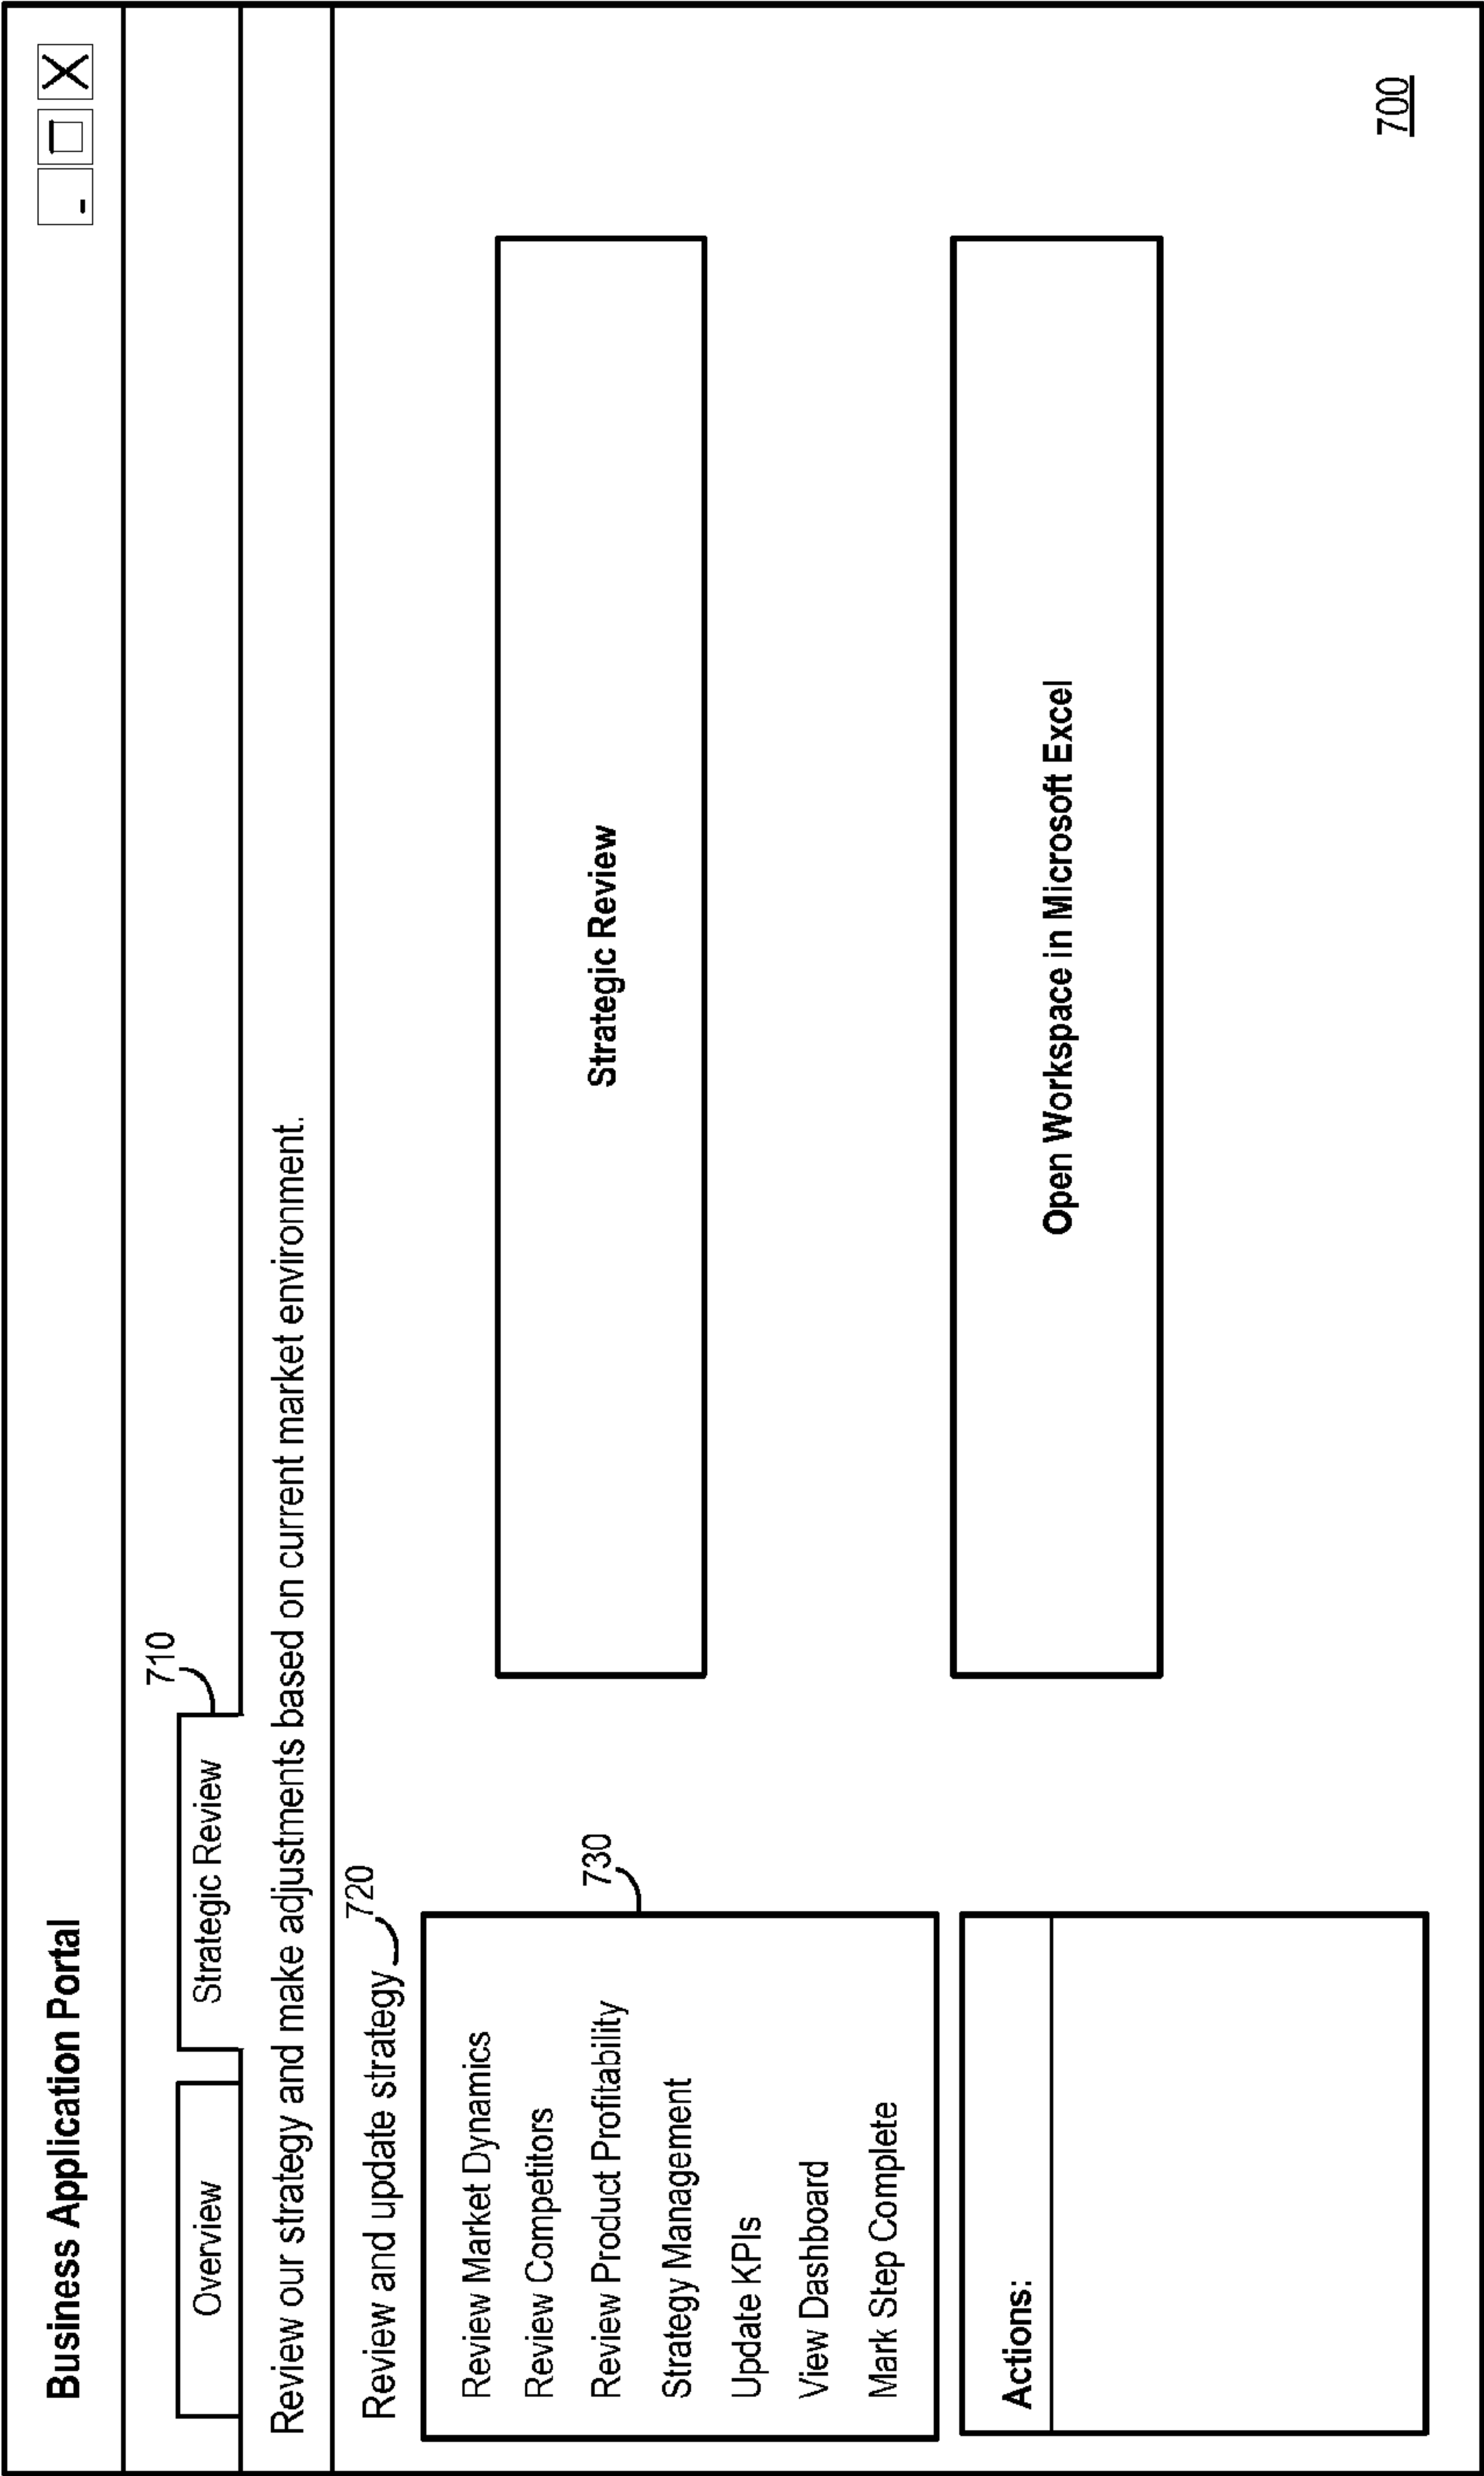 Business Application Portal
Overview
Strategic Review
710
Review our strategy and make adjustments based on current market environment.
Review and update strategy
720
Review Market Dynamics
Review Competitors
Review Product Profitability
Strategy Management
Update KPIs
View Dashboard
Mark Step Complete
730
Actions:
Strategic Review
Open Workspace in Microsoft Excel
700